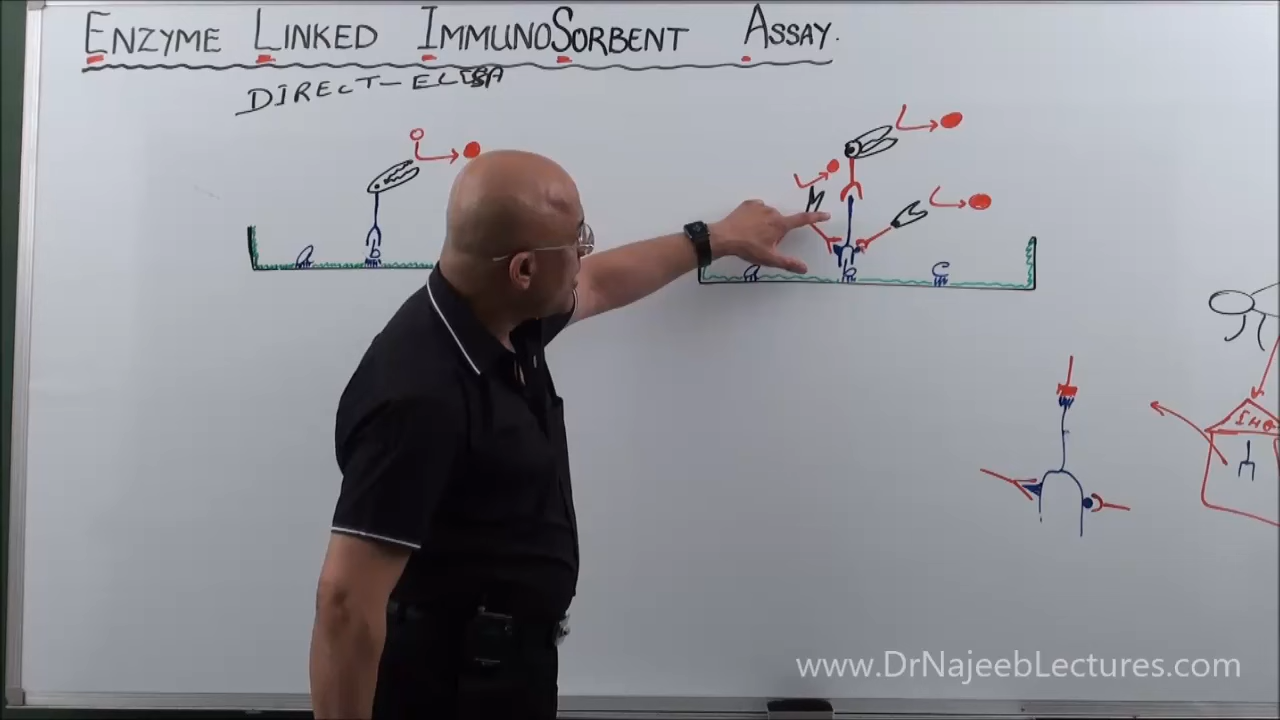 ENZYME LINKED IMMUNOSORBENT ASSAY.
DIRECT-ELISA
a b
a B C
www.DrNajeebLectures.com